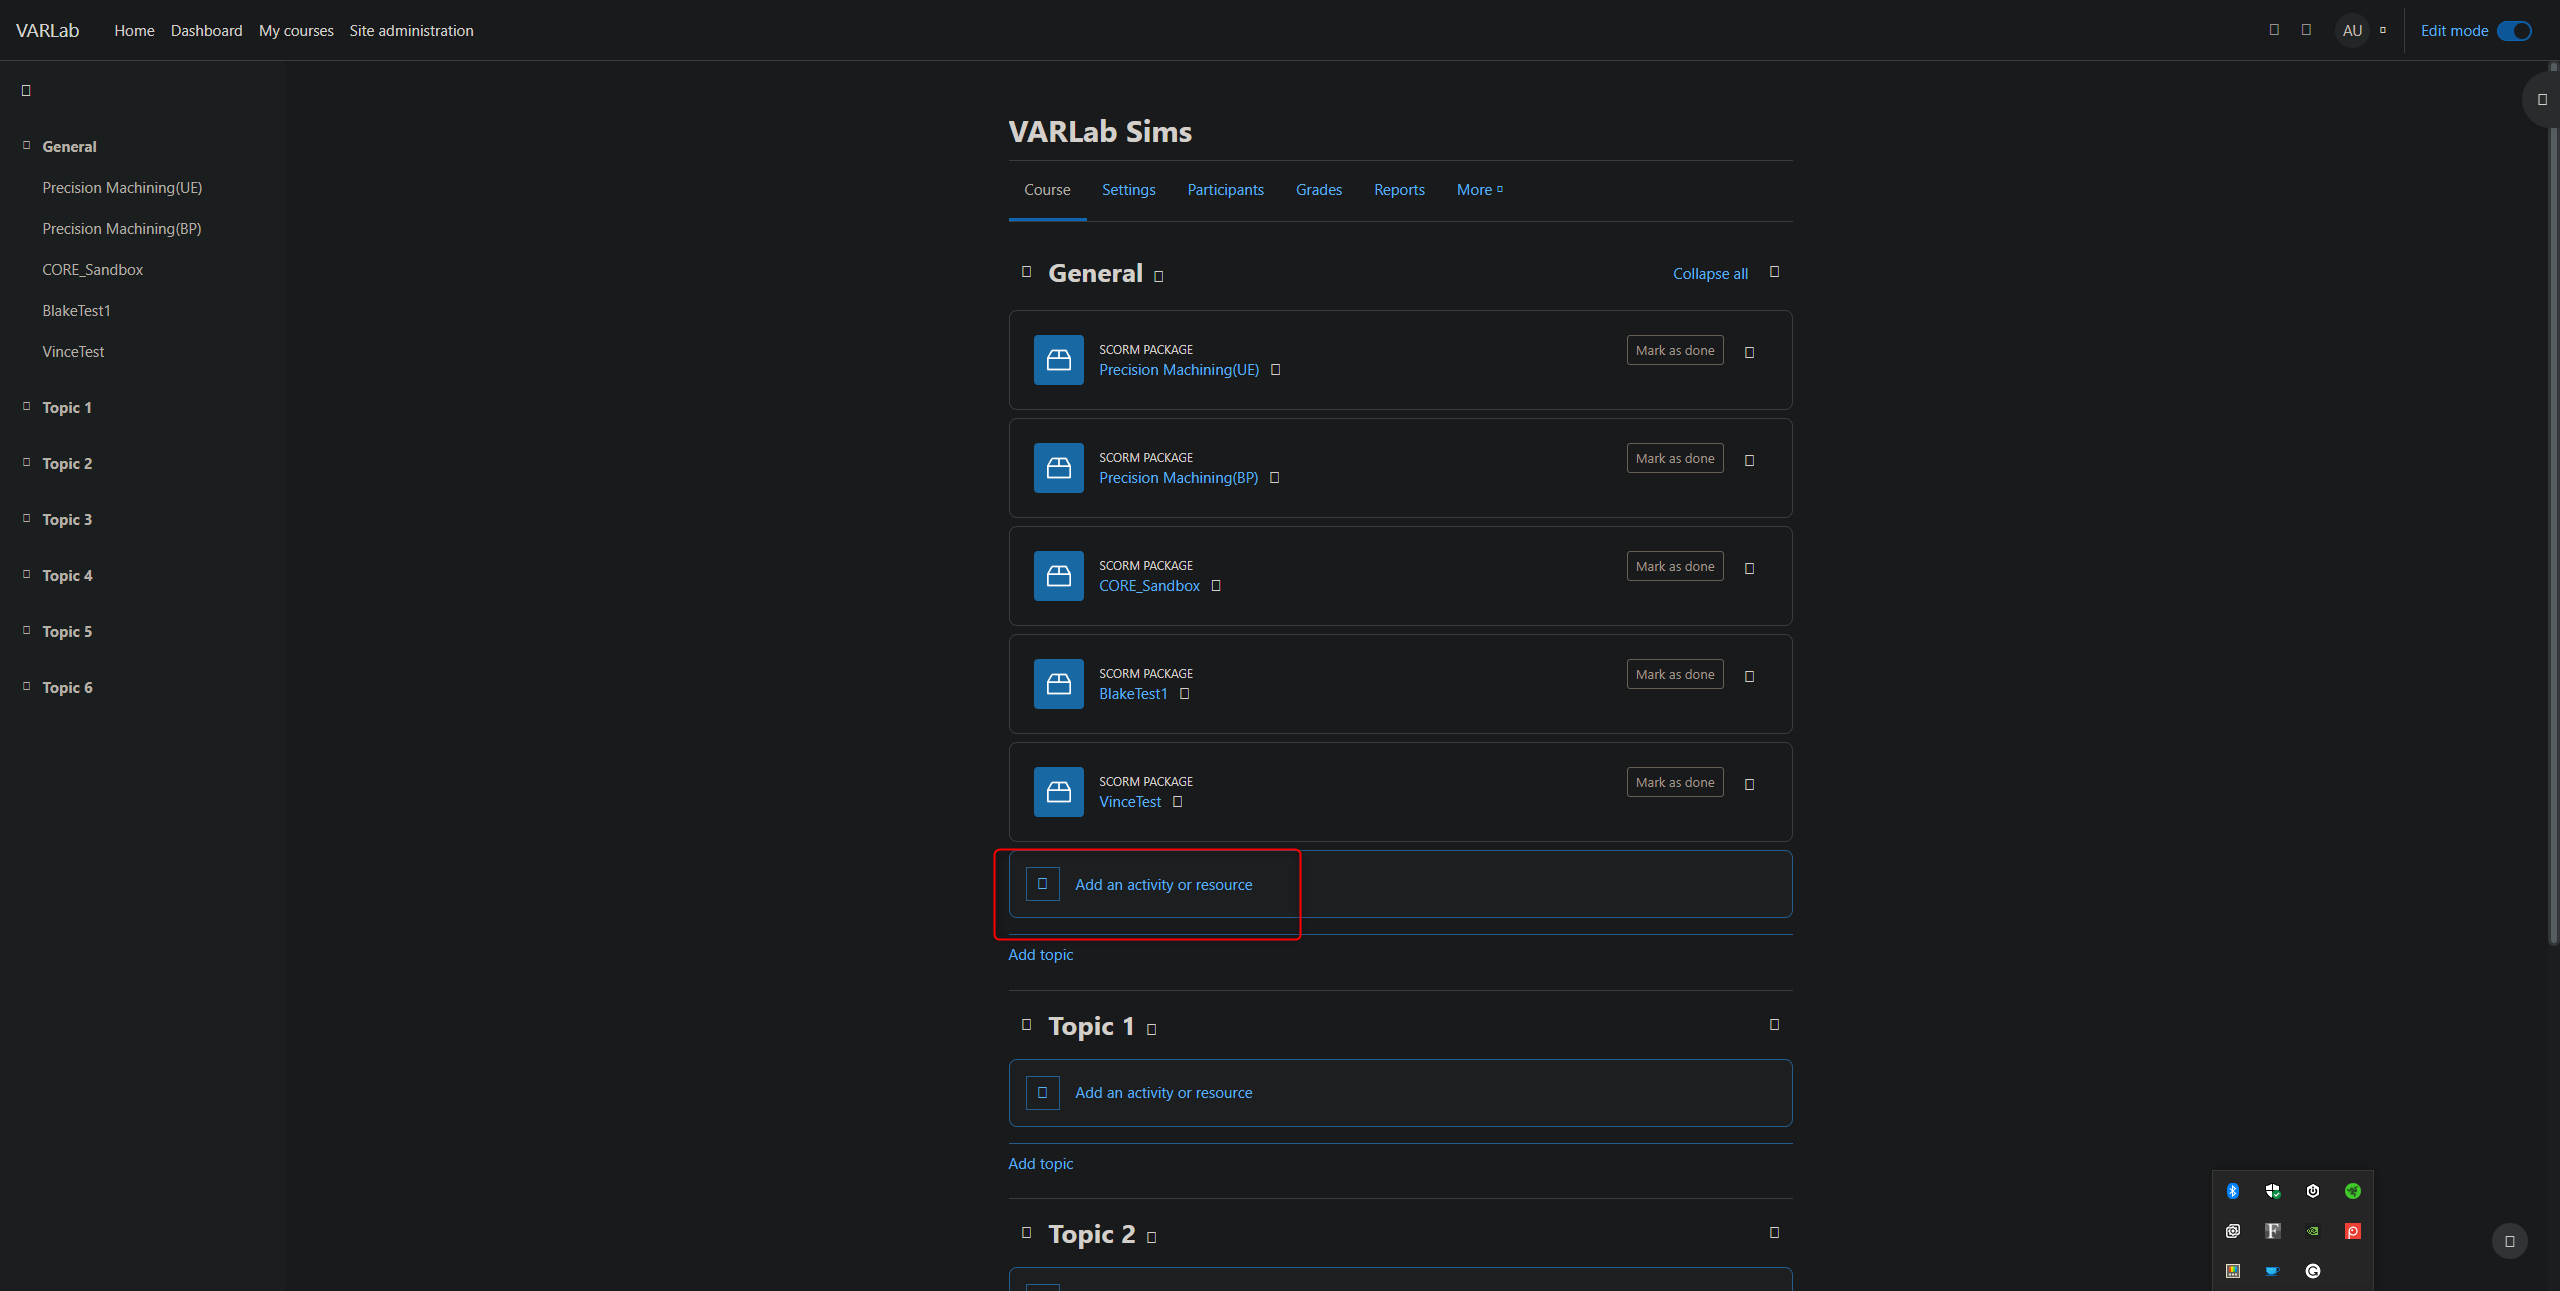 VARLab Home Dashboard My courses Site administration AU Edit mode
General
Precision Machining(UE)
Precision Machining(BP)
CORE_Sandbox
BlakeTest1
VinceTest
Topic 1
Topic 2
Topic 3
Topic 4
Topic 5
Topic 6
VARLab Sims
Course Settings Participants Grades Reports More
General Collapse all
SCORM PACKAGE Mark as done
Precision Machining(UE)
SCORM PACKAGE Mark as done
Precision Machining(BP)
SCORM PACKAGE Mark as done
CORE_Sandbox
SCORM PACKAGE Mark as done
BlakeTest1
SCORM PACKAGE Mark as done
VinceTest
Add an activity or resource
Add topic
Topic 1
Add an activity or resource
Add topic
Topic 2